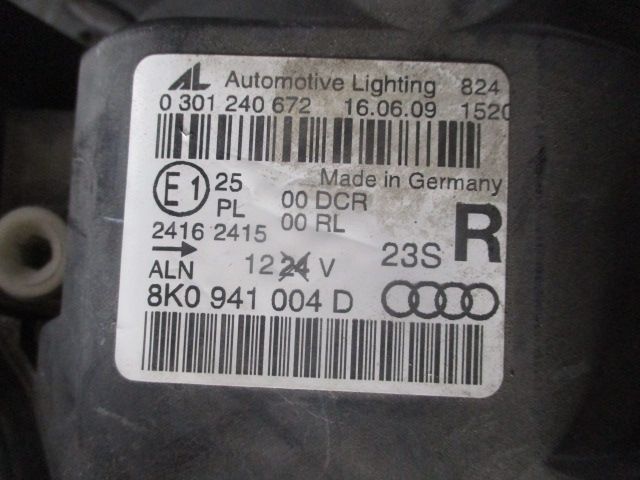 AL Automotive Lighting 824
0 301 240 672 16.06.09 1520
E1 25 Made in Germany
PL 00 DCR
00 RL
2416 2415
R
23S
12 24 V
ALN
8K0 941 004 D